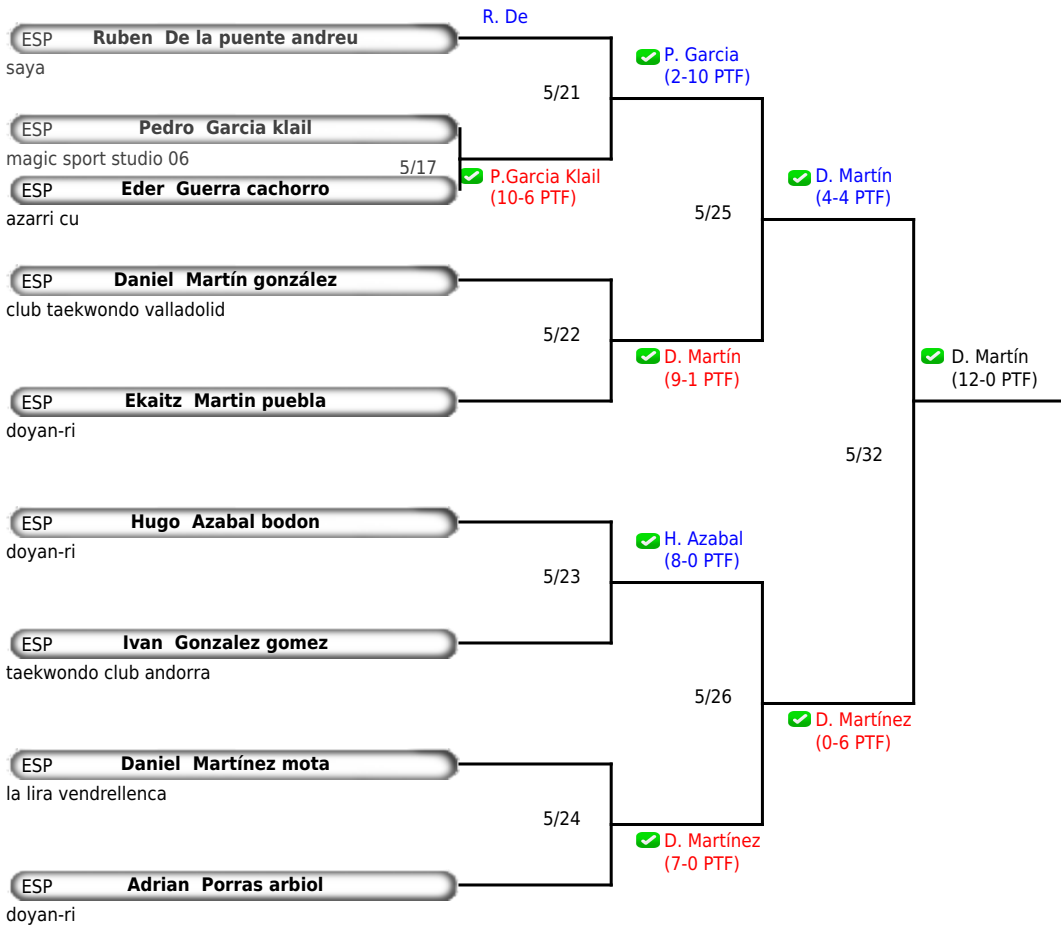 R. De
ESP Ruben De la puente andreu
saya
P. Garcia
(2-10 PTF)
5/21
ESP Pedro Garcia klail
magic sport studio 06
5/17
P.Garcia Klail
(10-6 PTF)
D. Martín
(4-4 PTF)
ESP Eder Guerra cachorro
azarri cu
5/25
ESP Daniel Martín gonzález
club taekwondo valladolid
5/22
D. Martín
(9-1 PTF)
D. Martín
(12-0 PTF)
ESP Ekaitz Martin puebla
doyan-ri
5/32
ESP Hugo Azabal bodon
doyan-ri
H. Azabal
(8-0 PTF)
5/23
ESP Ivan Gonzalez gomez
taekwondo club andorra
5/26
D. Martínez
(0-6 PTF)
ESP Daniel Martínez mota
la lira vendrellenca
5/24
D. Martínez
(7-0 PTF)
ESP Adrian Porras arbiol
doyan-ri